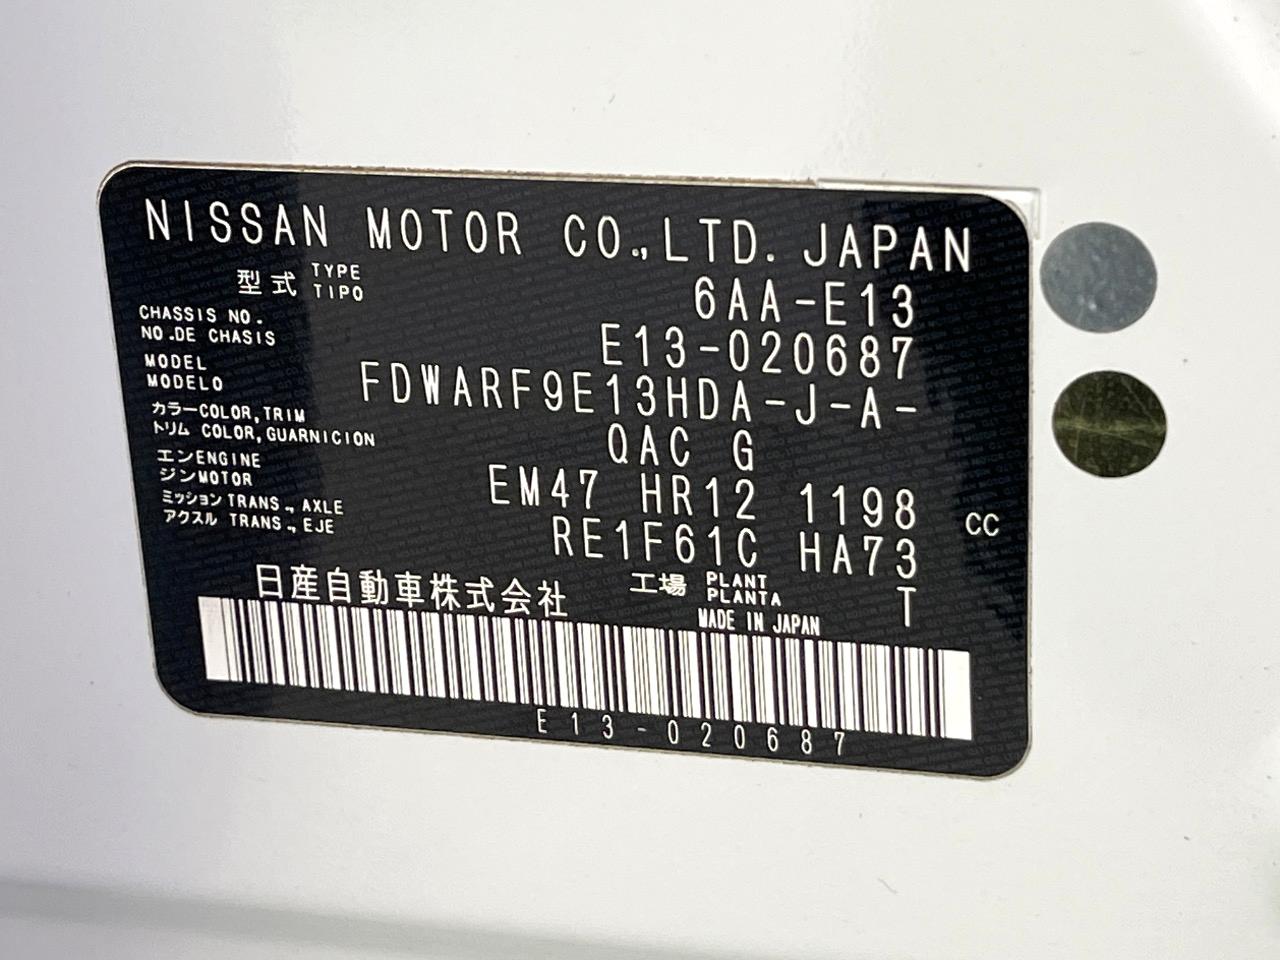 NISSAN MOTOR CO.,LTD. JAPAN
型式 TYPE
TIPO 6AA-E13
CHASSIS NO.
NO.DE CHASIS E13-020687
MODEL
MODELO FDWARF9E13HDA-J-A-
カラーCOLOR,TRIM
トリム COLOR,GUARNICION QAC G
エンENGINE
ジンMOTOR EM47 HR12 1198 CC
ミッションTRANS., AXLE
アクスル TRANS., EJE RE1F61C HA73
日産自動車株式会社 工場 PLANT
PLANTA T
MADE IN JAPAN
E13-020687